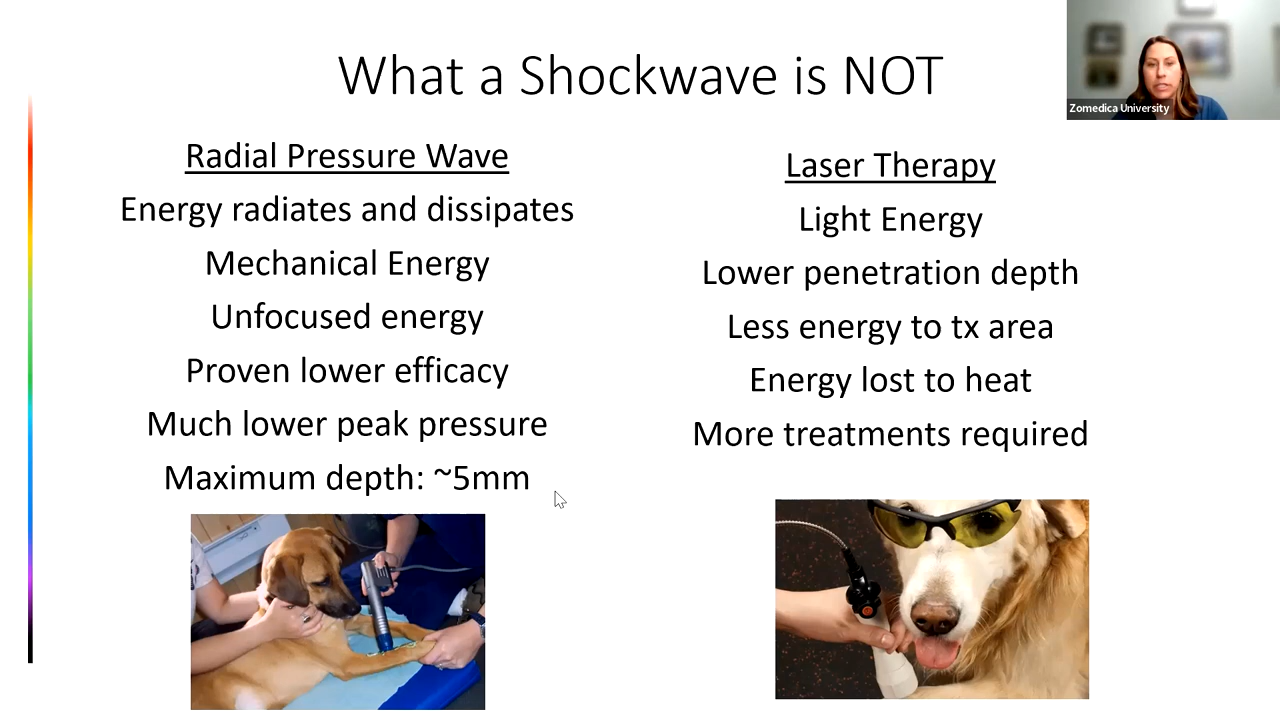 What a Shockwave is NOT
Zomedica University
Radial Pressure Wave
Energy radiates and dissipates
Mechanical Energy
Unfocused energy
Proven lower efficacy
Much lower peak pressure
Maximum depth: ~5mm
Laser Therapy
Light Energy
Lower penetration depth
Less energy to tx area
Energy lost to heat
More treatments required